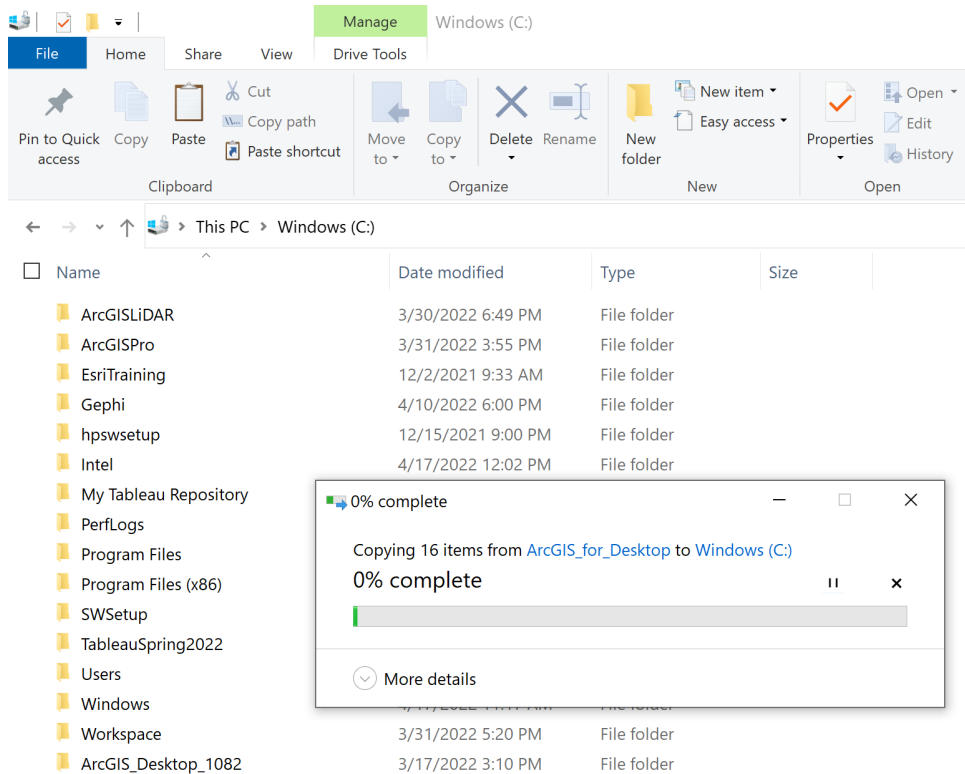 Manage Windows (C:)
File Home Share View Drive Tools
Pin to Quick access
Copy
Paste
Cut
Copy path
Paste shortcut
Move to
Copy to
Delete
Rename
New folder
New item
Easy access
Properties
Open
Edit
History
Clipboard Organize New Open
This PC > Windows (C:)
Name Date modified Type Size
ArcGISLiDAR 3/30/2022 6:49 PM File folder
ArcGISPro 3/31/2022 3:55 PM File folder
EsriTraining 12/2/2021 9:33 AM File folder
Gephi 4/10/2022 6:00 PM File folder
hpswsetup 12/15/2021 9:00 PM File folder
Intel 4/17/2022 12:02 PM File folder
My Tableau Repository
PerfLogs
Program Files
Program Files (x86)
SWSetup
TableauSpring2022
Users
Windows
Workspace 3/31/2022 5:20 PM File folder
ArcGIS_Desktop_1082 3/17/2022 3:10 PM File folder
0% complete
Copying 16 items from ArcGIS_for_Desktop to Windows (C:)
0% complete
More details